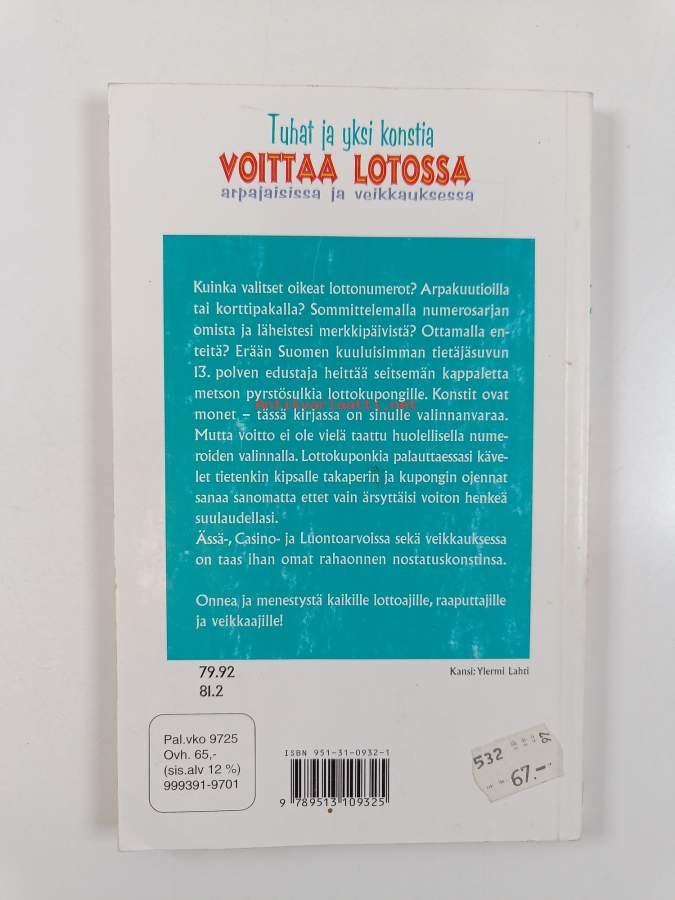 Tuhat ja yksi konstia
VOITTAA LOTOSSA
arpajaisissa ja veikkauksessa
Kuinka valitset oikeat lottonumerot? Arpakuutioilla
tai korttipakalla? Sommittelemalla numerosarjan
omista ja läheistesi merkkipäivistä? Ottamalla en-
teitä? Erään Suomen kuuluisimman tietäjäsuvun
13. polven edustaja heittää seitsemän kappaletta
metson pyrstösulkia lottokupongille. Konstit ovat
monet – tässä kirjassa on sinulle valinnanvaraa.
Mutta voitto ei ole vielä taattu huolellisella nume-
roiden valinnalla. Lottokuponkia palauttaessasi käve-
let tietenkin kipsalle takaperin ja kupongin ojennat
sanaa sanomatta ettet vain ärsyttäisi voiton henkeä
suulaudellasi.
Ässä-, Casino- ja Luontoarvoissa sekä veikkauksessa
on taas ihan omat rahaonnen nostatuskonstinsa.
Onnea ja menestystä kaikille lottoajille, raaputtajille
ja veikkaajille!
Antikvariaatti.net
79.92
81.2
Kansi: Ylermi Lahti
Pal.vko 9725
Ovh. 65,-
(sis.alv 12 %)
999391-9701
ISBN 951-31-0932-1
9 789513 109325
532
97
67.-